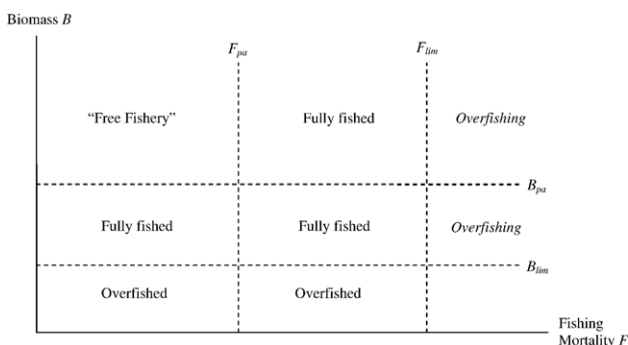 Biomass B
F_pa
F_lim
“Free Fishery”
Fully fished
Overfishing
B_pa
Fully fished
Fully fished
Overfishing
B_lim
Overfished
Overfished
Fishing
Mortality F